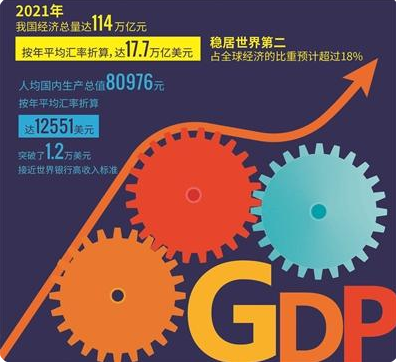 2021年
我国经济总量达114万亿元
按年平均汇率折算,达17.7万亿美元
稳居世界第二
占全球经济的比重预计超过18%
人均国内生产总值80976元
按年平均汇率折算
达12551美元
突破了1.2万美元
接近世界银行高收入标准
GDP